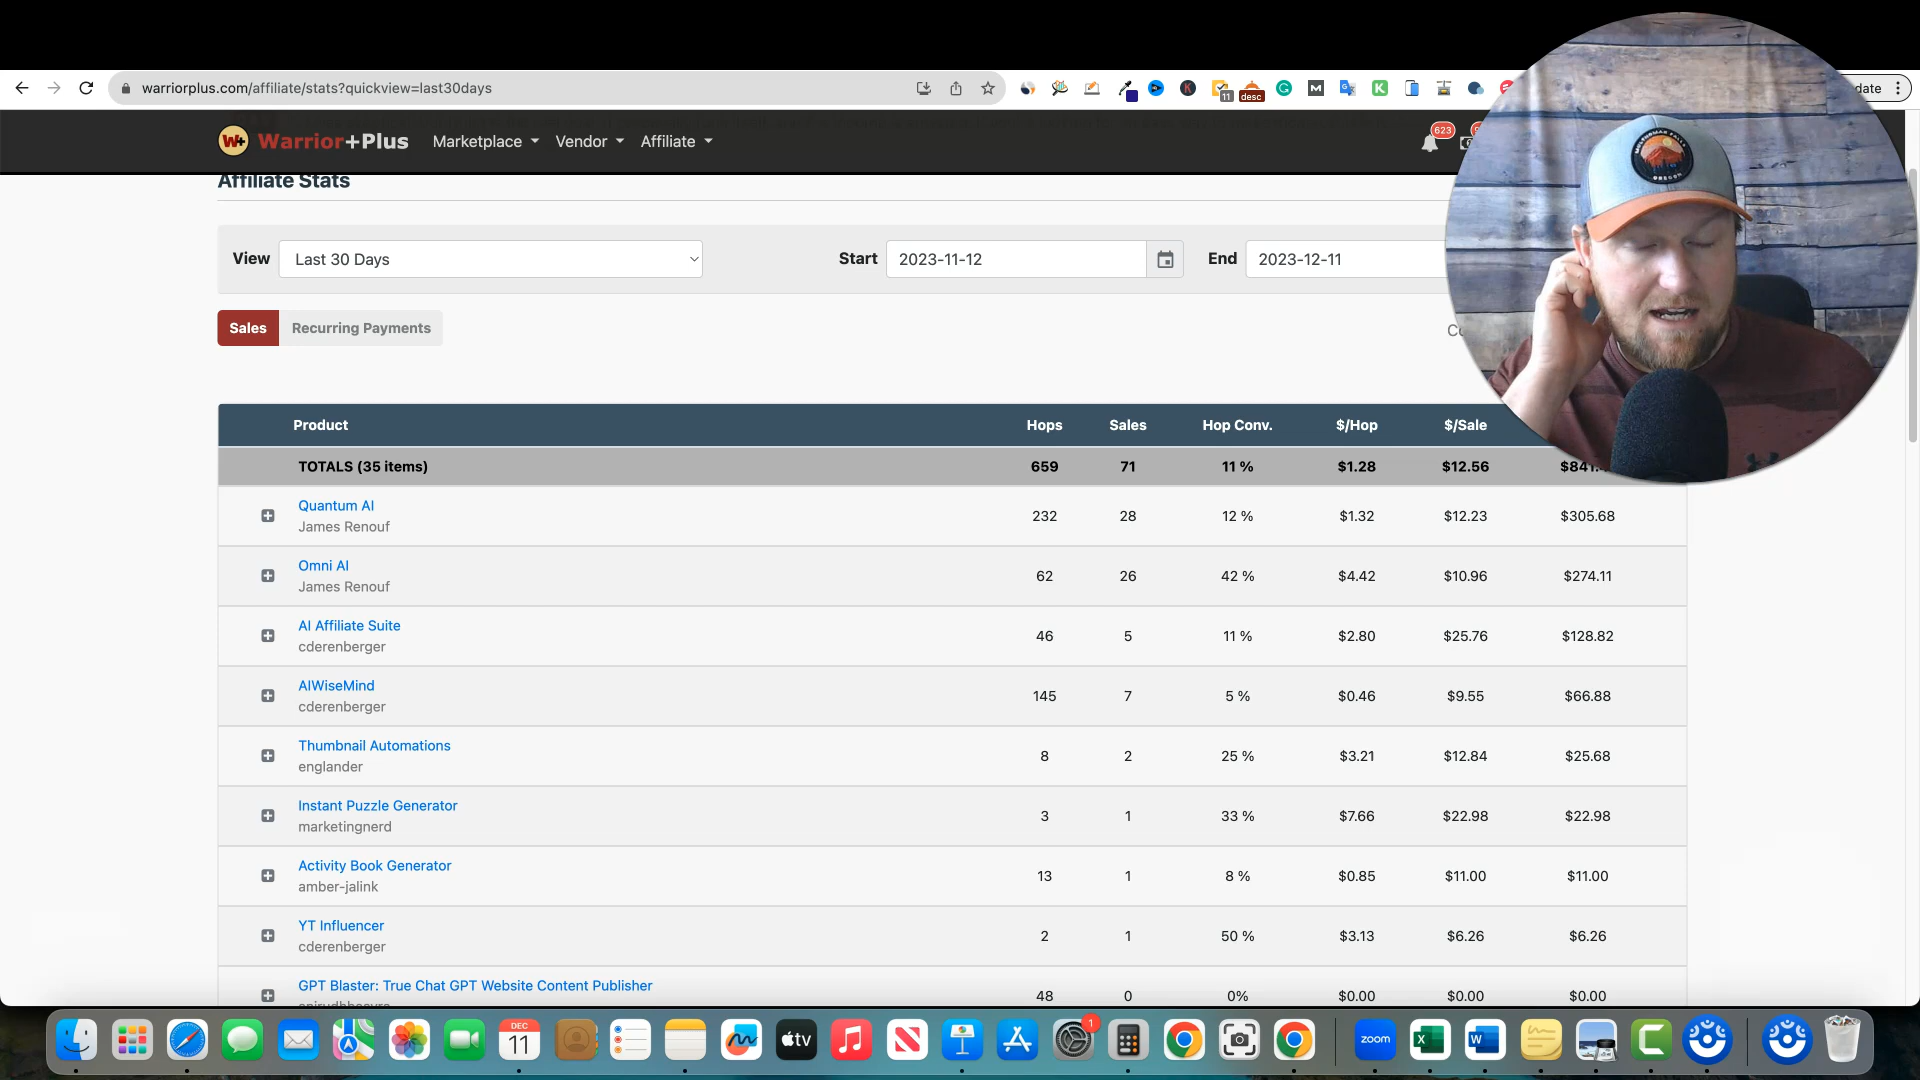 warriorplus.com/affiliate/stats?quickview=last30days
11
desc
date
Warrior+Plus
Marketplace
Vendor
Affiliate
623
Affiliate Stats
View
Last 30 Days
Start
2023-11-12
End
2023-12-11
Sales
Recurring Payments
Product Hops Sales Hop Conv. $/Hop $/Sale
TOTALS (35 items) 659 71 11 % $1.28 $12.56
Quantum AI
James Renouf
232 28 12 % $1.32 $12.23 $305.68
Omni AI
James Renouf
62 26 42 % $4.42 $10.96 $274.11
AI Affiliate Suite
cderenberger
46 5 11 % $2.80 $25.76 $128.82
AIWiseMind
cderenberger
145 7 5 % $0.46 $9.55 $66.88
Thumbnail Automations
englander
8 2 25 % $3.21 $12.84 $25.68
Instant Puzzle Generator
marketingnerd
3 1 33 % $7.66 $22.98 $22.98
Activity Book Generator
amber-jalink
13 1 8 % $0.85 $11.00 $11.00
YT Influencer
cderenberger
2 1 50 % $3.13 $6.26 $6.26
GPT Blaster: True Chat GPT Website Content Publisher
48 0 0% $0.00 $0.00 $0.00
DEC
11
tv
1
zoom